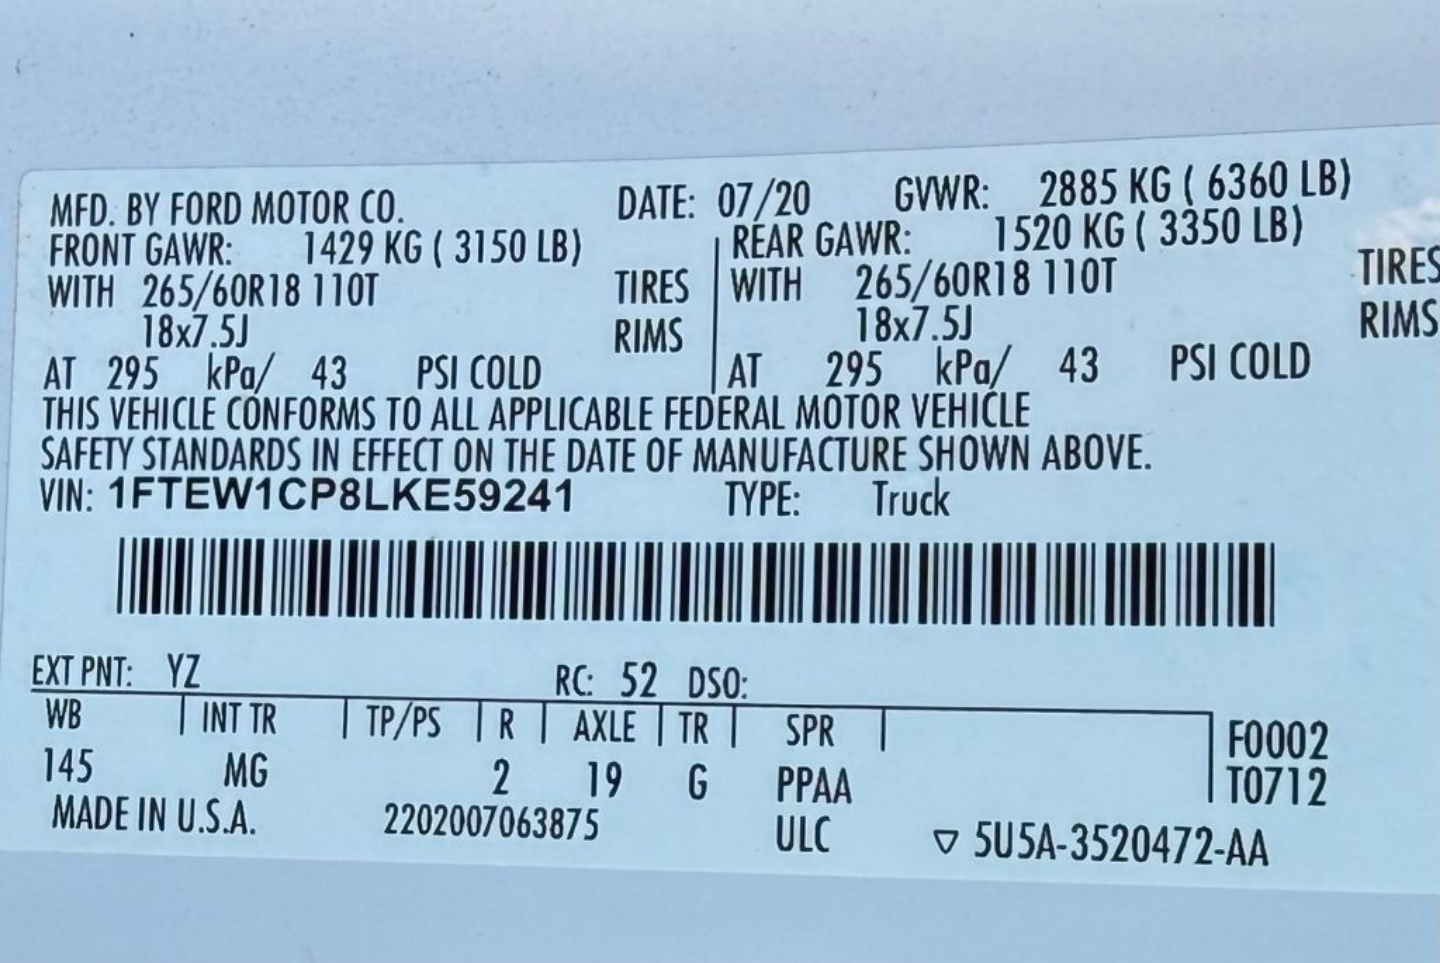 MFD. BY FORD MOTOR CO. DATE: 07/20 GVWR: 2885 KG ( 6360 LB)
FRONT GAWR: 1429 KG ( 3150 LB) REAR GAWR: 1520 KG ( 3350 LB)
WITH 265/60R18 110T TIRES WITH 265/60R18 110T TIRES
18x7.5J RIMS 18x7.5J RIMS
AT 295 kPa/ 43 PSI COLD AT 295 kPa/ 43 PSI COLD
THIS VEHICLE CONFORMS TO ALL APPLICABLE FEDERAL MOTOR VEHICLE
SAFETY STANDARDS IN EFFECT ON THE DATE OF MANUFACTURE SHOWN ABOVE.
VIN: 1FTEW1CP8LKE59241 TYPE: Truck
EXT PNT: YZ RC: 52 DSO:
WB INT TR TP/PS R AXLE TR SPR F0002
145 MG 2 19 G PPAA T0712
MADE IN U.S.A. 2202007063875 ULC ▽ 5U5A-3520472-AA